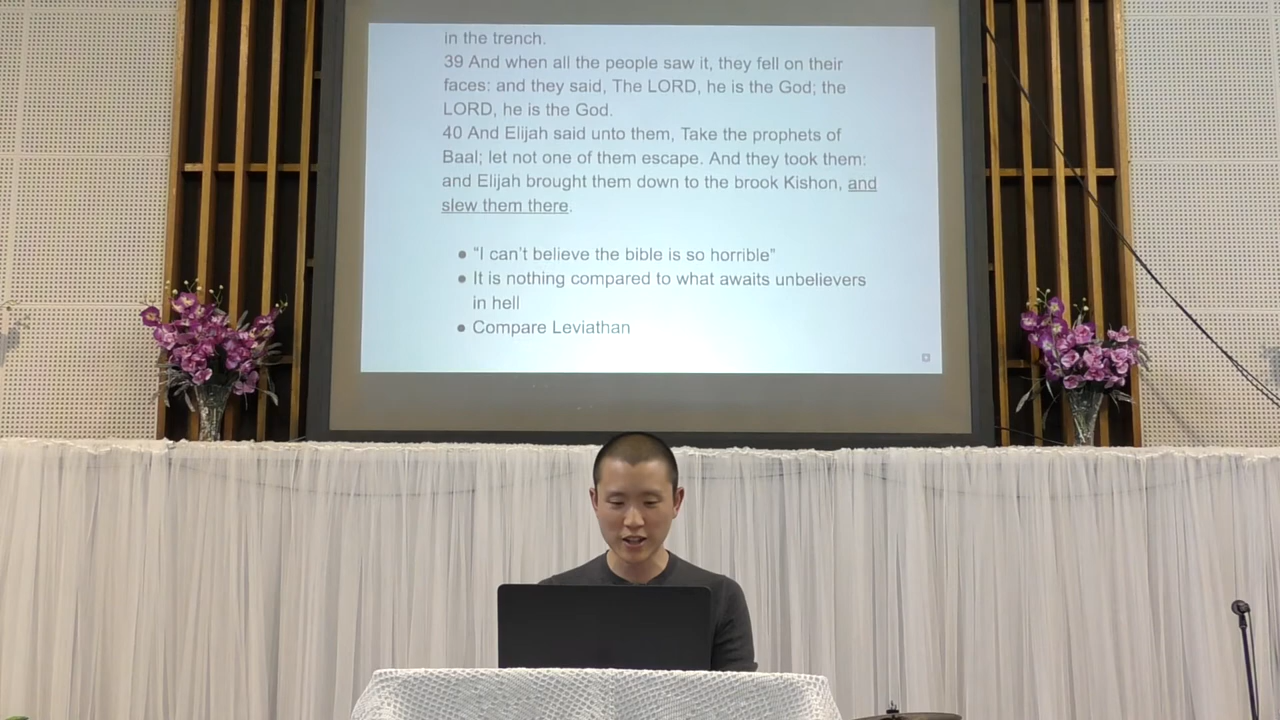 in the trench.
39 And when all the people saw it, they fell on their
faces: and they said, The LORD, he is the God; the
LORD, he is the God.
40 And Elijah said unto them, Take the prophets of
Baal; let not one of them escape. And they took them:
and Elijah brought them down to the brook Kishon, and
slew them there.
● "I can't believe the bible is so horrible"
● It is nothing compared to what awaits unbelievers
in hell
● Compare Leviathan